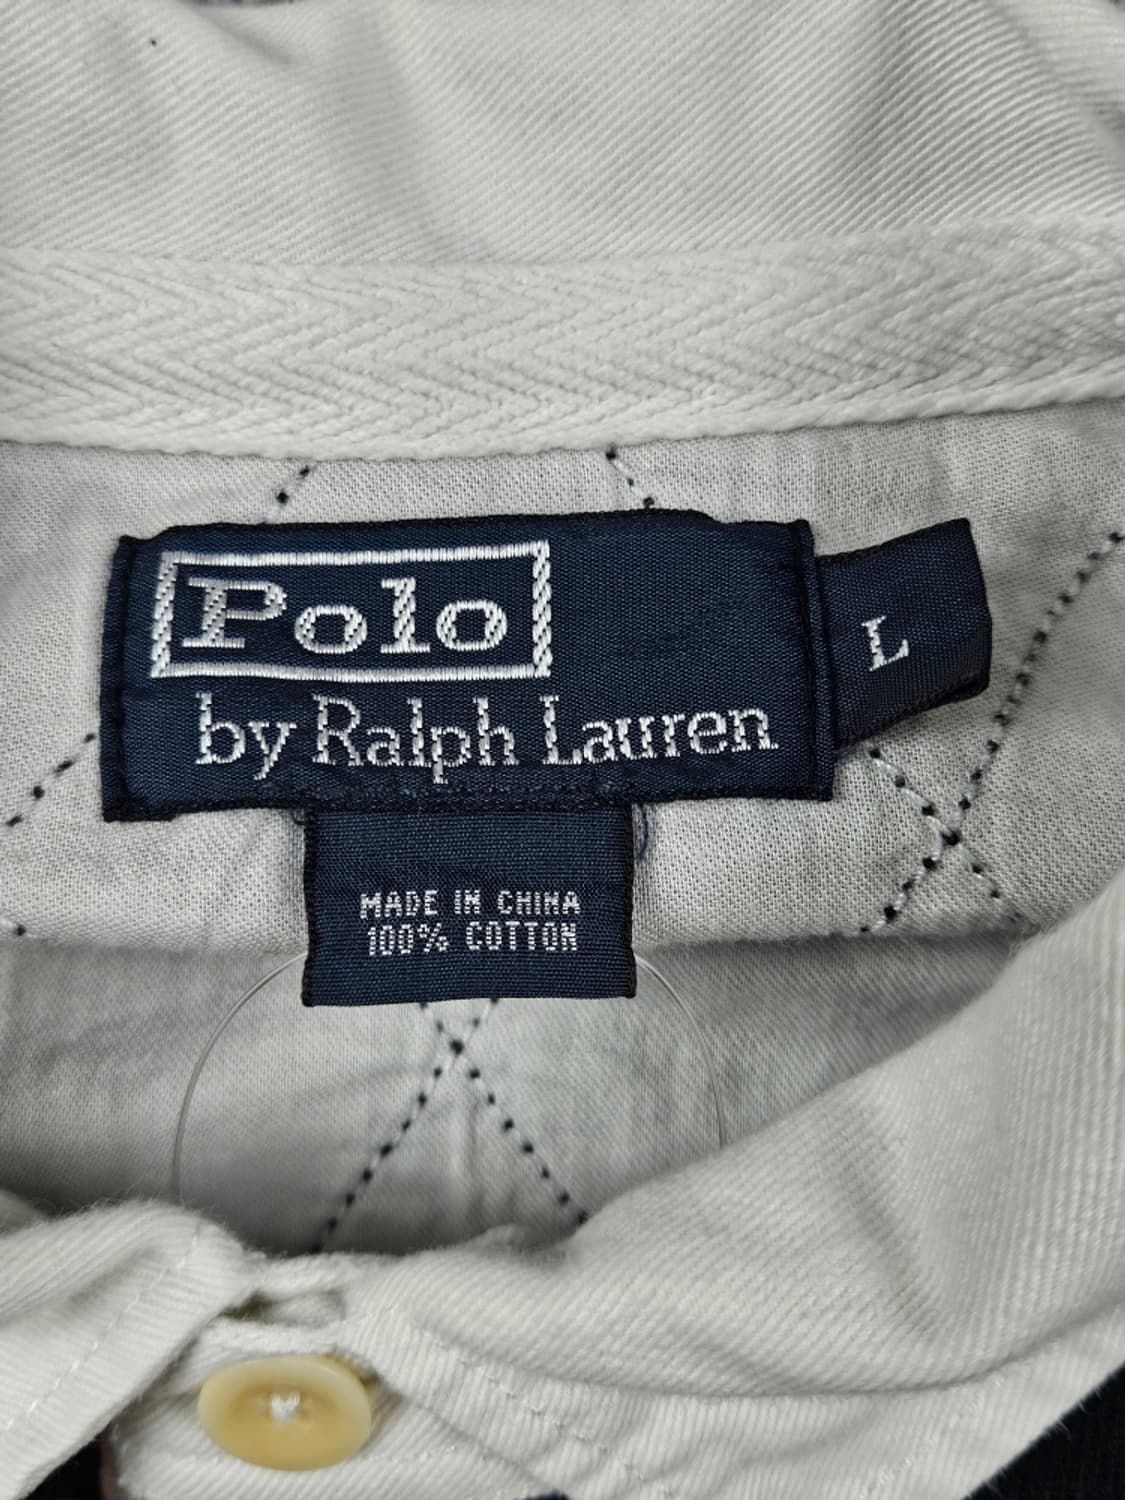 Polo
by Ralph Lauren
L
MADE IN CHINA
100% COTTON